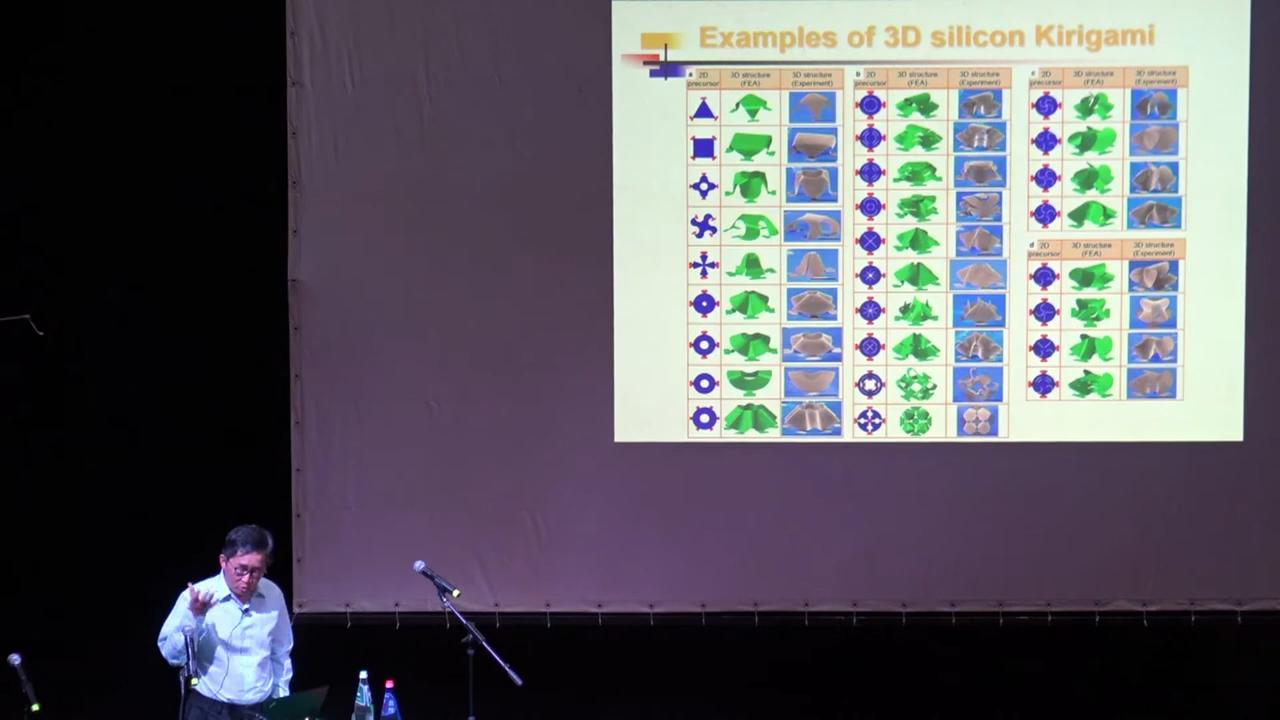 Examples of 3D silicon Kirigami
a 2D precursor 3D structure (FEA) 3D structure (Experiment)
b 2D precursor 3D structure (FEA) 3D structure (Experiment)
c 2D precursor 3D structure (FEA) 3D structure (Experiment)
d 2D precursor 3D structure (FEA) 3D structure (Experiment)